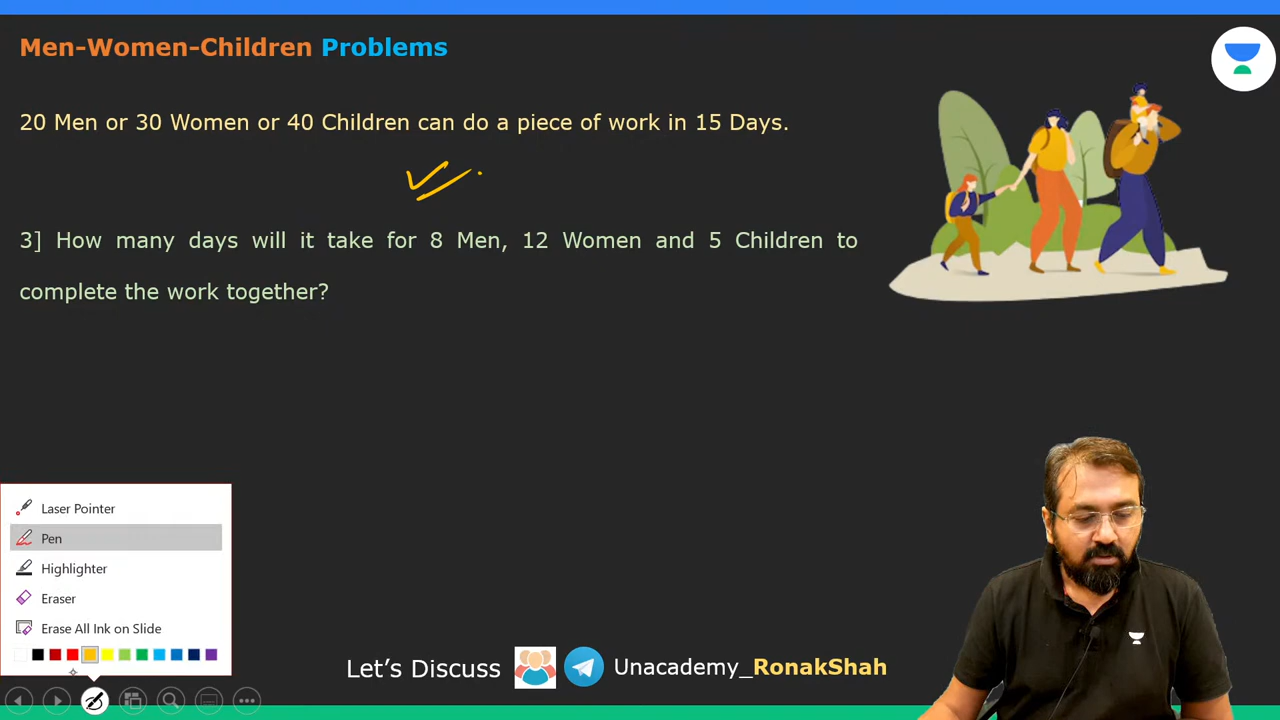 Men-Women-Children Problems
20 Men or 30 Women or 40 Children can do a piece of work in 15 Days.
3] How many days will it take for 8 Men, 12 Women and 5 Children to
complete the work together?
Laser Pointer
Pen
Highlighter
Eraser
Erase All Ink on Slide
Let's Discuss
Unacademy_RonakShah